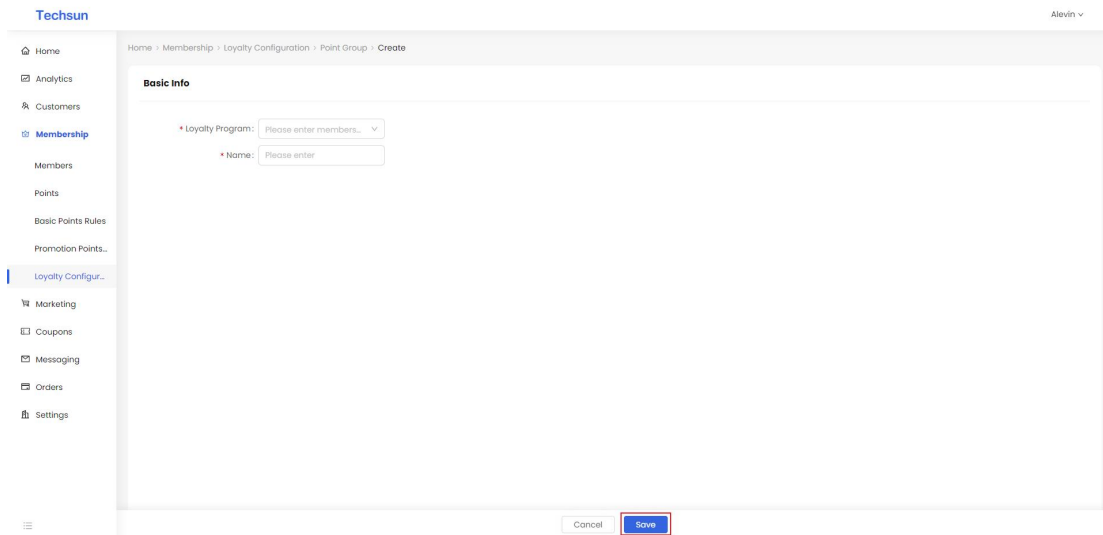 Techsun
Alevin
Home
Analytics
Customers
Membership
Members
Points
Basic Points Rules
Promotion Points...
Loyalty Configur...
Marketing
Coupons
Messaging
Orders
Settings
Home > Membership > Loyalty Configuration > Point Group > Create
Basic Info
* Loyalty Program: Please enter members...
* Name: Please enter
Cancel Save